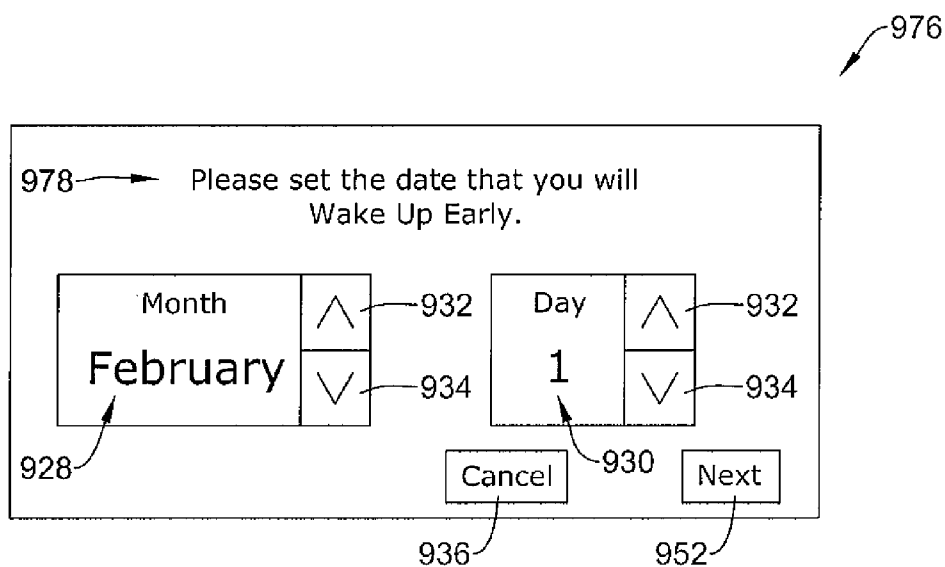 976
978 Please set the date that you will
Wake Up Early.
Month 932 Day 932
February 934 1 934
928 930
Cancel Next
936 952